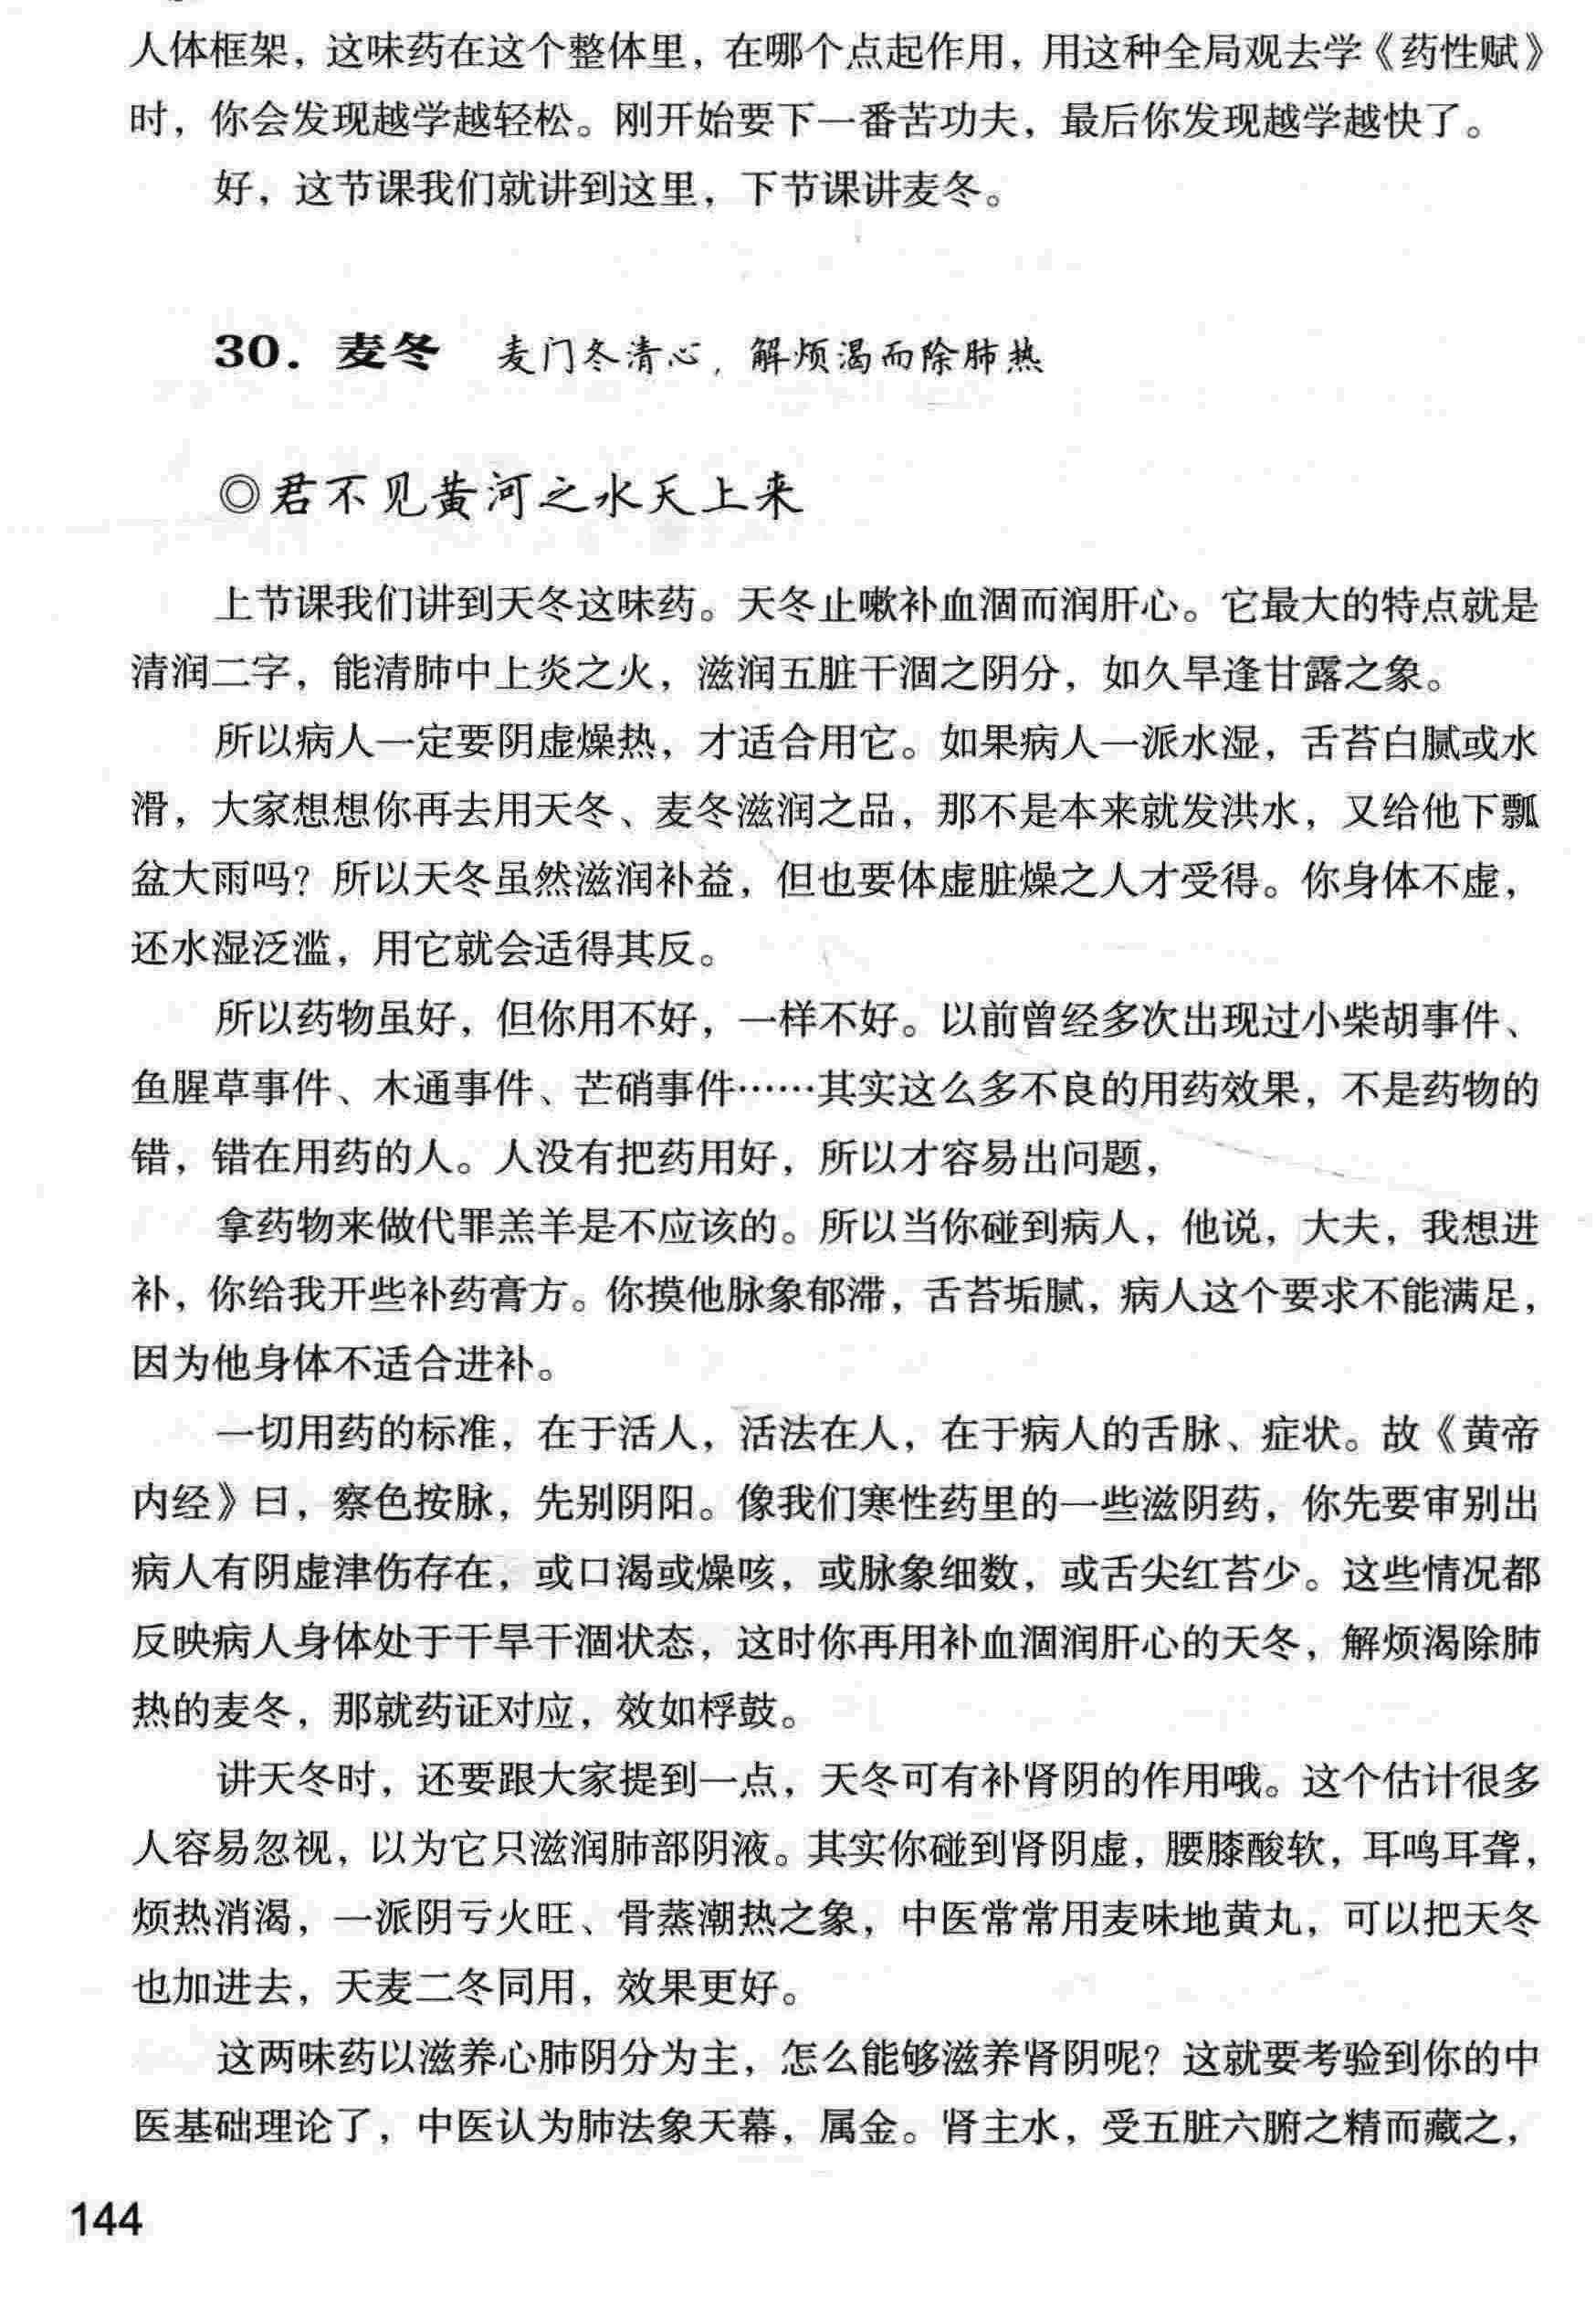 人体框架，这味药在这个整体里，在哪个点起作用，用这种全局观去学《药性赋》
时，你会发现越学越轻松。刚开始要下一番苦功夫，最后你发现越学越快了。
好，这节课我们就讲到这里，下节课讲麦冬。
30．麦冬　麦门冬清心，解烦渴而除肺热
◎君不见黄河之水天上来
上节课我们讲到天冬这味药。天冬止嗽补血涸而润肝心。它最大的特点就是
清润二字，能清肺中上炎之火，滋润五脏干涸之阴分，如久旱逢甘露之象。
所以病人一定要阴虚燥热，才适合用它。如果病人一派水湿，舌苔白腻或水
滑，大家想想你再去用天冬、麦冬滋润之品，那不是本来就发洪水，又给他下瓢
盆大雨吗？所以天冬虽然滋润补益，但也要体虚脏燥之人才受得。你身体不虚，
还水湿泛滥，用它就会适得其反。
所以药物虽好，但你用不好，一样不好。以前曾经多次出现过小柴胡事件、
鱼腥草事件、木通事件、芒硝事件……其实这么多不良的用药效果，不是药物的
错，错在用药的人。人没有把药用好，所以才容易出问题，
拿药物来做代罪羔羊是不应该的。所以当你碰到病人，他说，大夫，我想进
补，你给我开些补药膏方。你摸他脉象郁滞，舌苔垢腻，病人这个要求不能满足，
因为他身体不适合进补。
一切用药的标准，在于活人，活法在人，在于病人的舌脉、症状。故《黄帝
内经》曰，察色按脉，先别阴阳。像我们寒性药里的一些滋阴药，你先要审别出
病人有阴虚津伤存在，或口渴或燥咳，或脉象细数，或舌尖红苔少。这些情况都
反映病人身体处于干旱干涸状态，这时你再用补血涸润肝心的天冬，解烦渴除肺
热的麦冬，那就药证对应，效如桴鼓。
讲天冬时，还要跟大家提到一点，天冬可有补肾阴的作用哦。这个估计很多
人容易忽视，以为它只滋润肺部阴液。其实你碰到肾阴虚，腰膝酸软，耳鸣耳聋，
烦热消渴，一派阴亏火旺、骨蒸潮热之象，中医常常用麦味地黄丸，可以把天冬
也加进去，天麦二冬同用，效果更好。
这两味药以滋养心肺阴分为主，怎么能够滋养肾阴呢？这就要考验到你的中
医基础理论了，中医认为肺法象天幕，属金。肾主水，受五脏六腑之精而藏之，
144